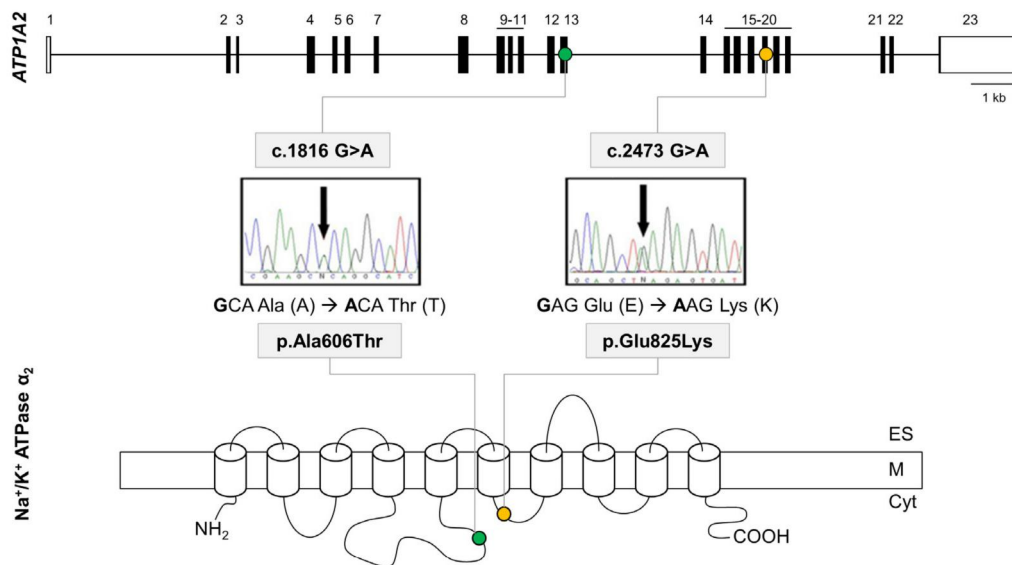 ATP1A2
1 2 3 4 5 6 7 8 9-11 12 13 14 15-20 21 22 23
1 kb
c.1816 G>A c.2473 G>A
C G A A G C N C A G G C A T C G C A G C T N A G A G T G A T
GCA Ala (A) → ACA Thr (T) GAG Glu (E) → AAG Lys (K)
p.Ala606Thr p.Glu825Lys
Na⁺/K⁺ ATPase α₂
ES
M
Cyt
NH₂
COOH